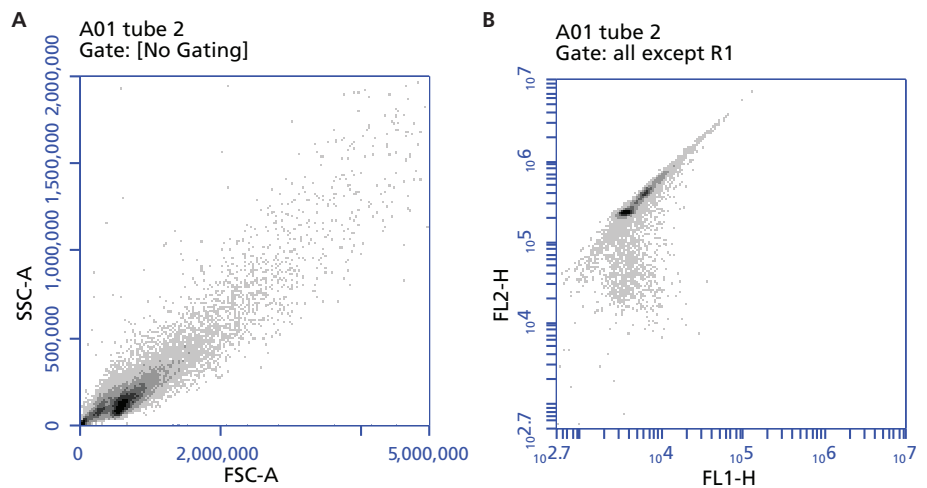 A
A01 tube 2
Gate: [No Gating]
SSC-A
2,000,000
1,500,000
1,000,000
500,000
0
0
2,000,000
5,000,000
FSC-A
B
A01 tube 2
Gate: all except R1
FL2-H
10^7
10^6
10^5
10^4
10^2.7
10^2.7
10^4
10^5
10^6
10^7
FL1-H